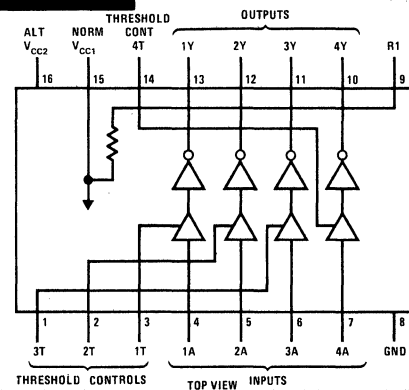 THRESHOLD OUTPUTS
ALT NORM CONT
VCC2 VCC1 4T 1Y 2Y 3Y 4Y R1
16 15 14 13 12 11 10 9
1 2 3 4 5 6 7 8
3T 2T 1T 1A 2A 3A 4A GND
THRESHOLD CONTROLS INPUTS
TOP VIEW